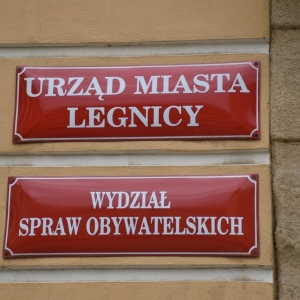 URZĄD MIASTA
LEGNICY
WYDZIAŁ
SPRAW OBYWATELSKICH